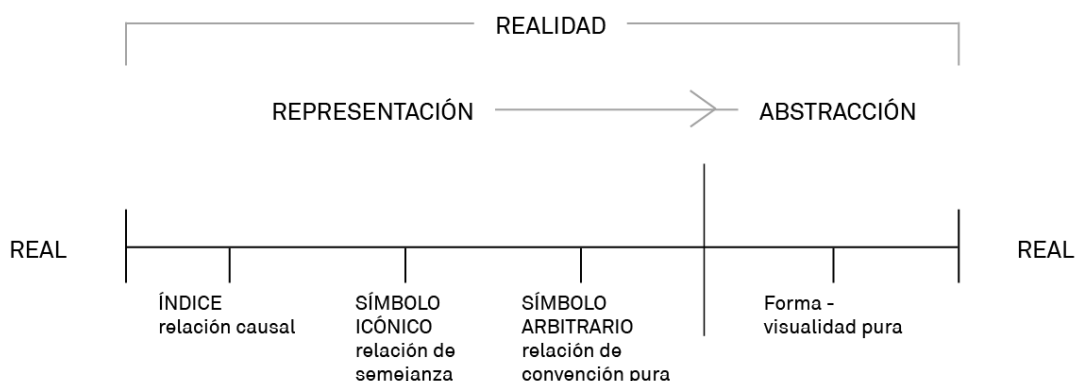 REALIDAD
REPRESENTACIÓN
ABSTRACCIÓN
REAL
REAL
ÍNDICE
relación causal
SÍMBOLO
ICÓNICO
relación de
semejanza
SÍMBOLO
ARBITRARIO
relación de
convención pura
Forma -
visualidad pura